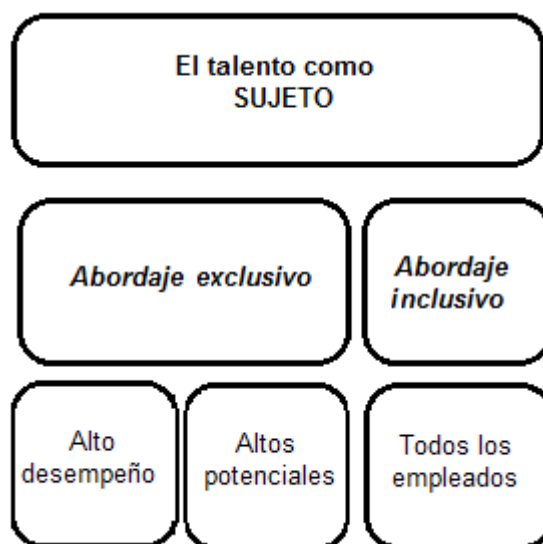 El talento como
SUJETO
Abordaje exclusivo
Abordaje
inclusivo
Alto
desempeño
Altos
potenciales
Todos los
empleados